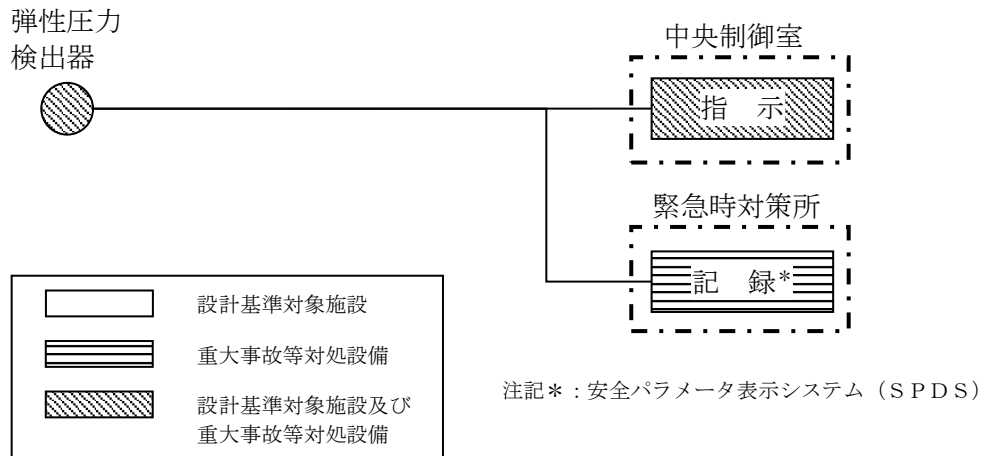 弾性圧力
検出器
中央制御室
指　示
緊急時対策所
記　録*
設計基準対象施設
重大事故等対処設備
設計基準対象施設及び
重大事故等対処設備
注記＊：安全パラメータ表示システム（ＳＰＤＳ）